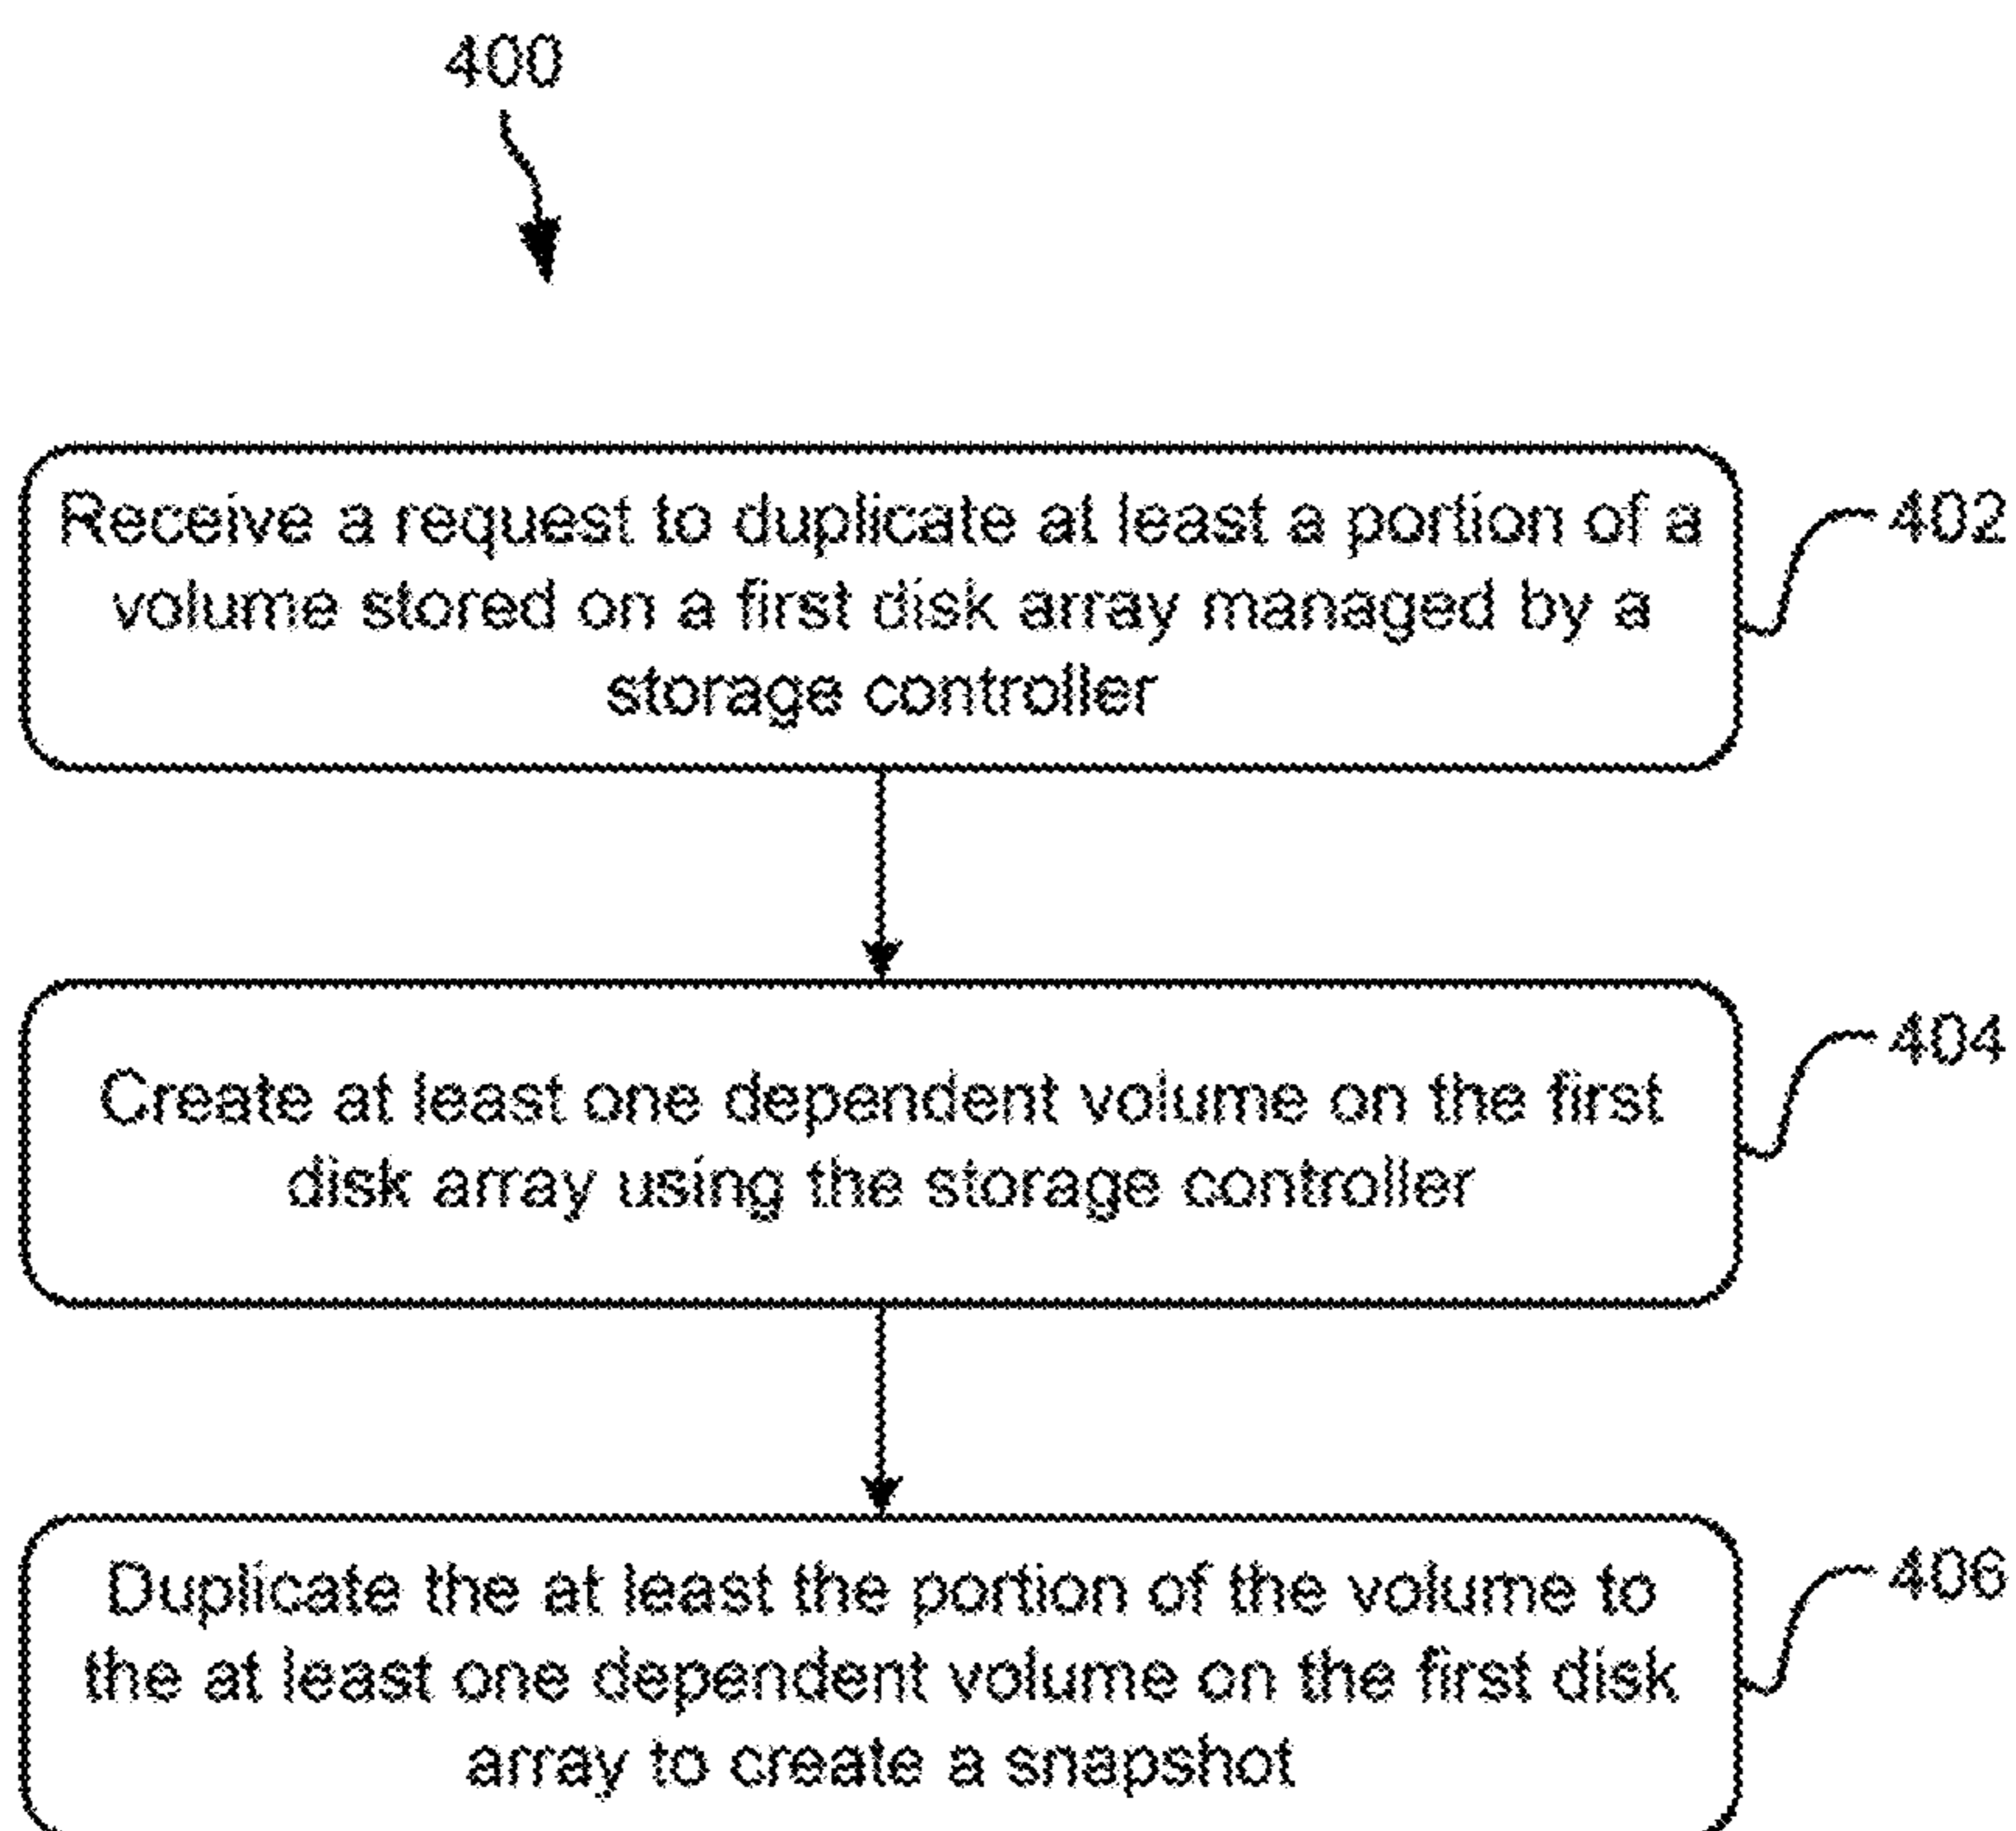 400
Receive a request to duplicate at least a portion of a
volume stored on a first disk array managed by a
storage controller
402
Create at least one dependent volume on the first
disk array using the storage controller
404
Duplicate the at least the portion of the volume to
the at least one dependent volume on the first disk
array to create a snapshot
406